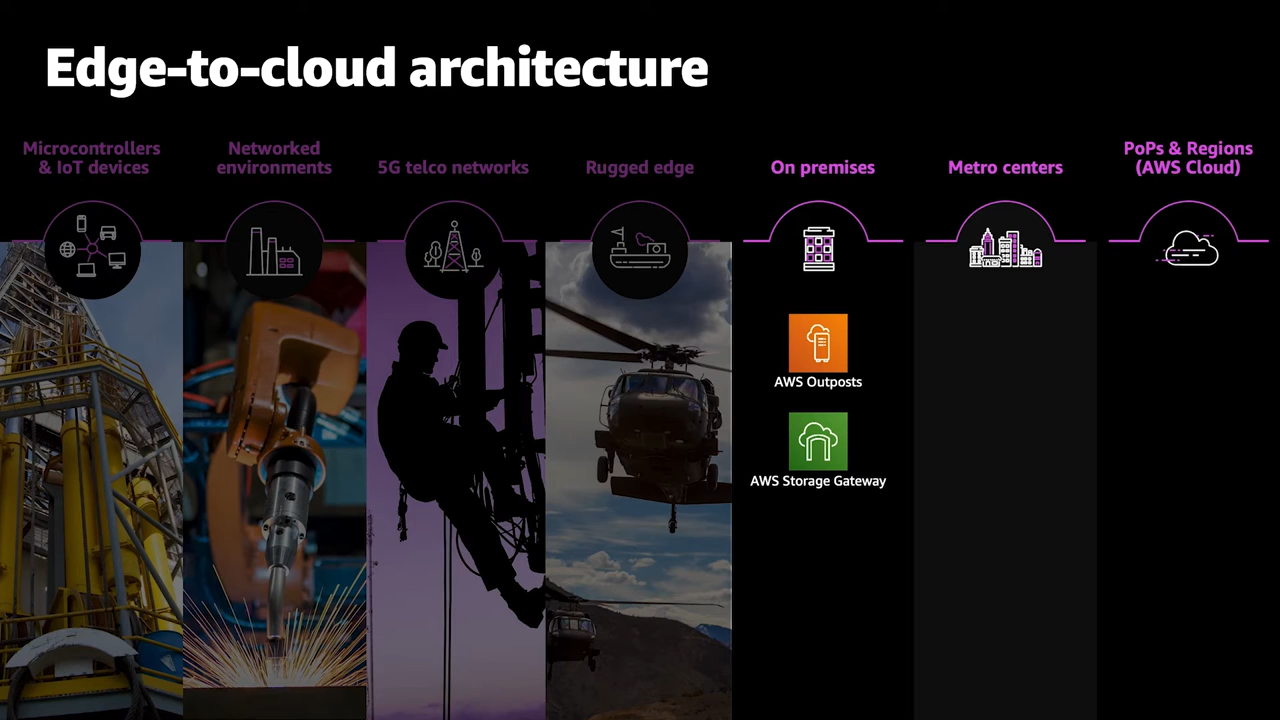 Edge-to-cloud architecture
Microcontrollers
& IoT devices
Networked
environments
5G telco networks
Rugged edge
On premises
Metro centers
PoPs & Regions
(AWS Cloud)
AWS Outposts
AWS Storage Gateway